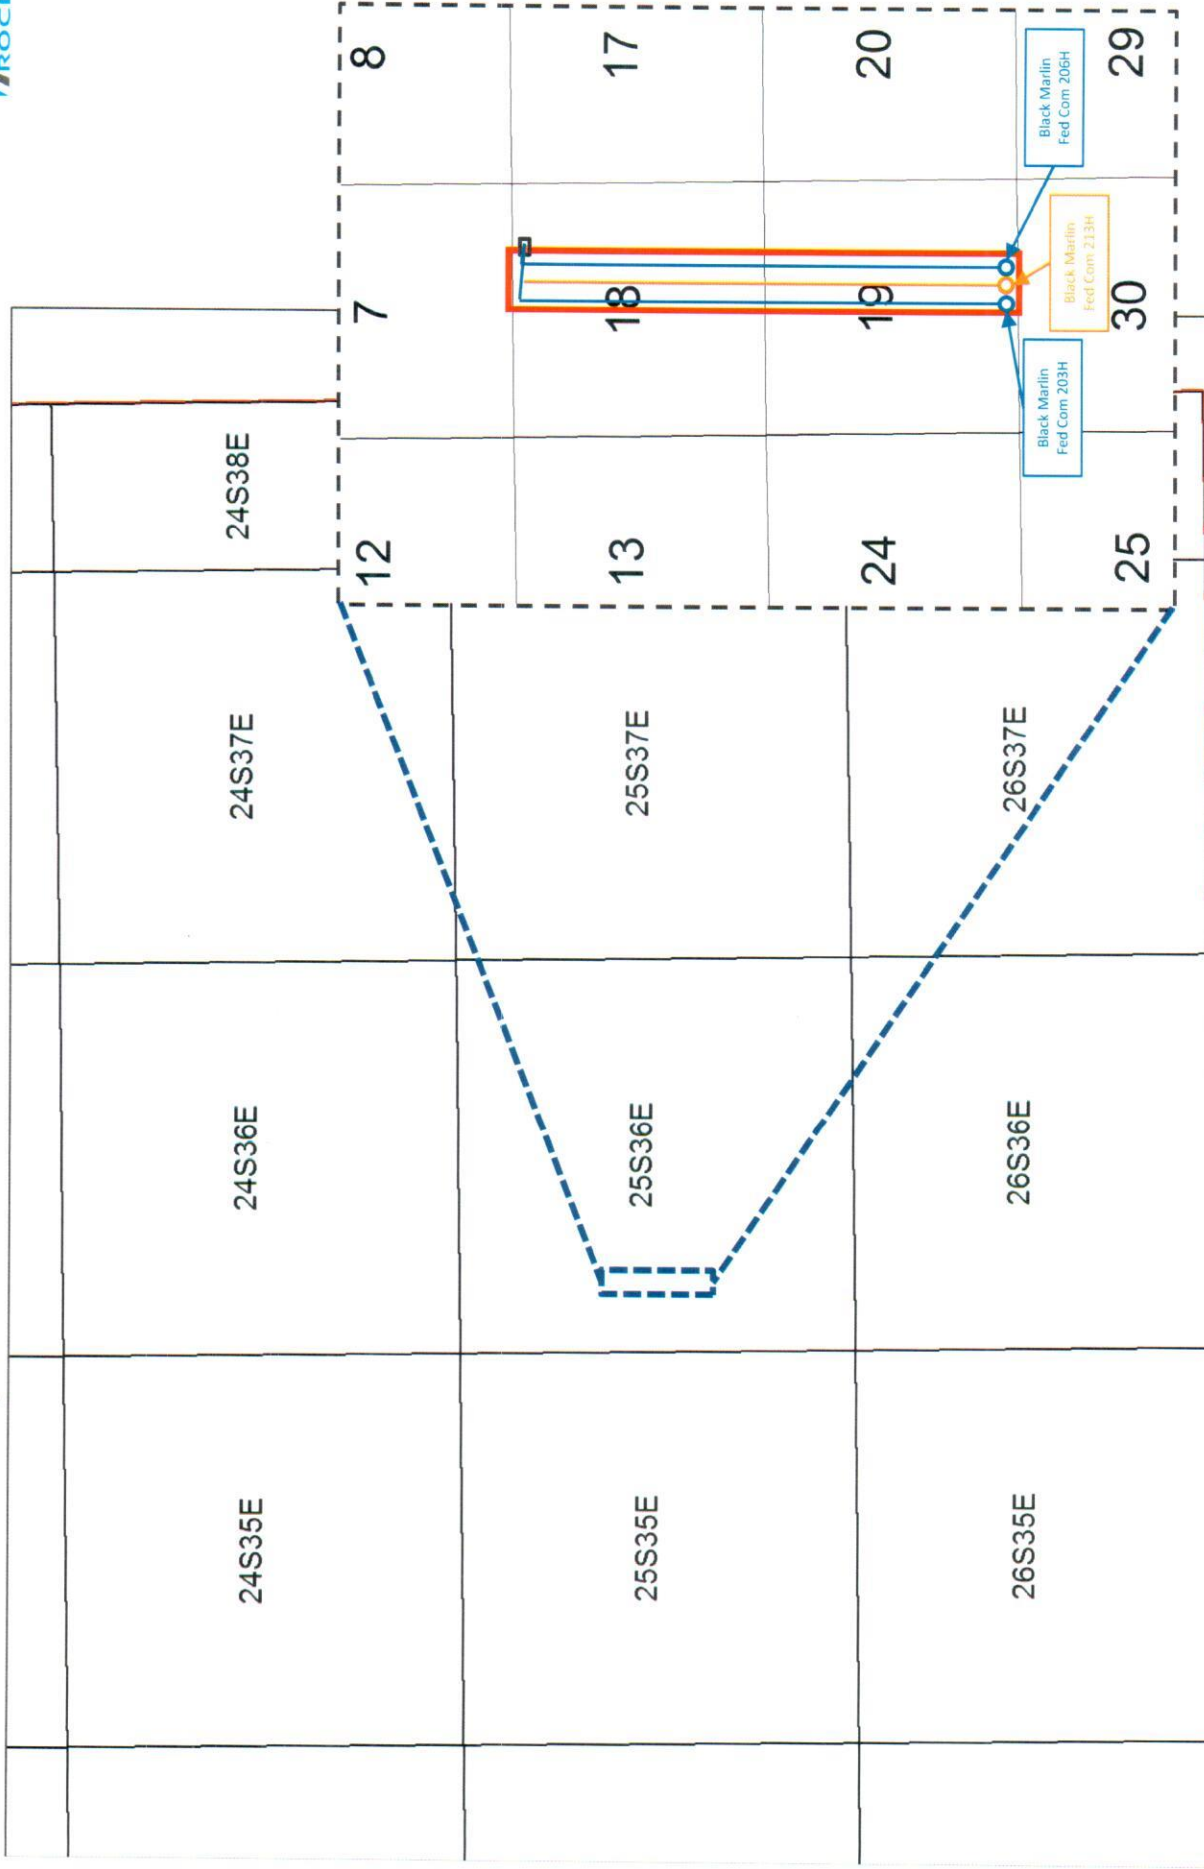 24S35E
24S36E
24S37E
24S38E
25S35E
25S36E
25S37E
26S35E
26S36E
26S37E
12
7
8
13
18
17
24
19
20
Black Marlin
Fed Com 203H
Black Marlin
Fed Com 213H
Black Marlin
Fed Com 206H
25
30
29